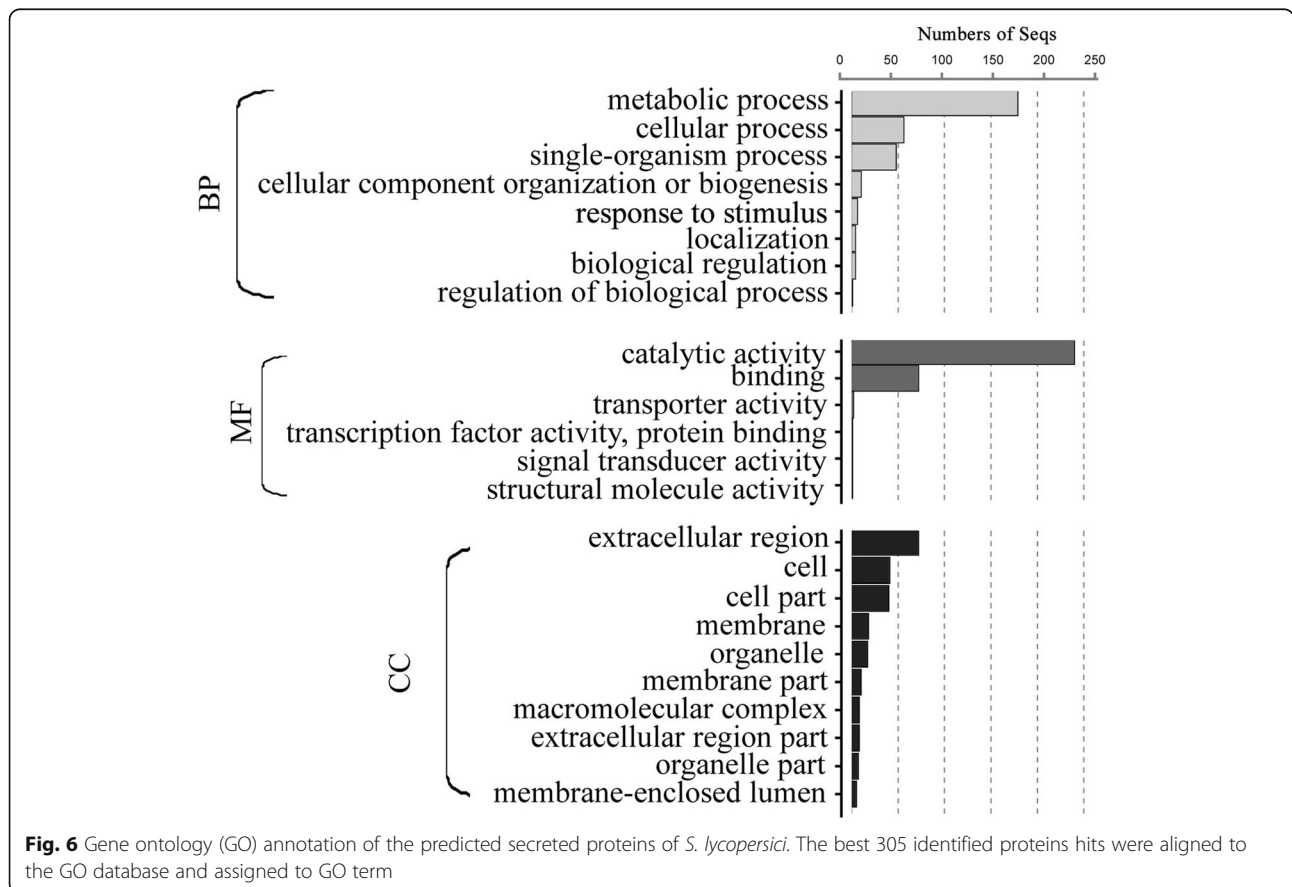 Numbers of Seqs
0 50 100 150 200 250
BP
metabolic process
cellular process
single-organism process
cellular component organization or biogenesis
response to stimulus
localization
biological regulation
regulation of biological process
MF
catalytic activity
binding
transporter activity
transcription factor activity, protein binding
signal transducer activity
structural molecule activity
CC
extracellular region
cell
cell part
membrane
organelle
membrane part
macromolecular complex
extracellular region part
organelle part
membrane-enclosed lumen
Fig. 6 Gene ontology (GO) annotation of the predicted secreted proteins of S. lycopersici. The best 305 identified proteins hits were aligned to
the GO database and assigned to GO term